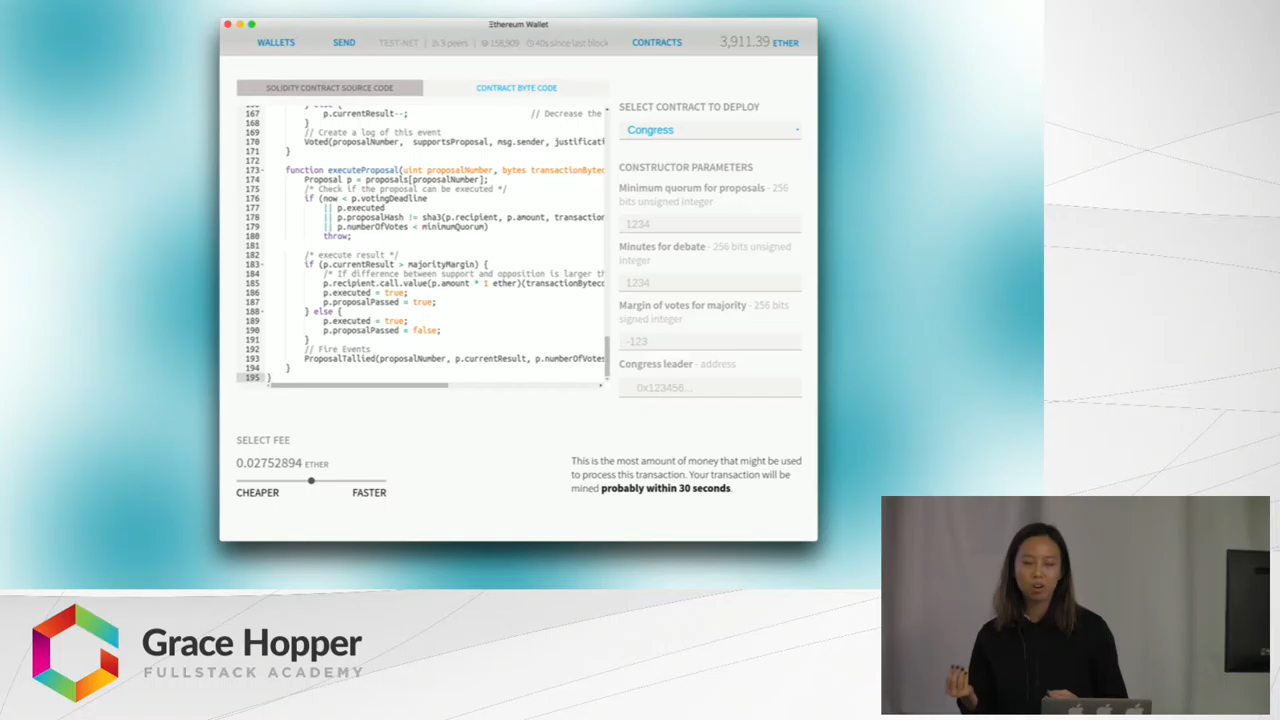 Ethereum Wallet
WALLETS SEND TEST-NET 3 peers 158,909 40s since last block CONTRACTS 3,911.39 ETHER
SOLIDITY CONTRACT SOURCE CODE CONTRACT BYTE CODE
167 p.currentResult--; // Decrease the
168 }
169 // Create a log of this event
170 Voted(proposalNumber, supportsProposal, msg.sender, justificati
171 }
172
173 function executeProposal(uint proposalNumber, bytes transactionBytec
174 Proposal p = proposals[proposalNumber];
175 /* Check if the proposal can be executed */
176 if (now < p.votingDeadline
177 || p.executed
178 || p.proposalHash != sha3(p.recipient, p.amount, transaction
179 || p.numberOfVotes < minimumQuorum)
180 throw;
181
182 /* execute result */
183 if (p.currentResult > majorityMargin) {
184 /* If difference between support and opposition is larger th
185 p.recipient.call.value(p.amount * 1 ether)(transactionByteco
186 p.executed = true;
187 p.proposalPassed = true;
188 } else {
189 p.executed = true;
190 p.proposalPassed = false;
191 }
192 // Fire Events
193 ProposalTallied(proposalNumber, p.currentResult, p.numberOfVotes
194 }
195 }
SELECT CONTRACT TO DEPLOY
Congress
CONSTRUCTOR PARAMETERS
Minimum quorum for proposals - 256
bits unsigned integer
1234
Minutes for debate - 256 bits unsigned
integer
1234
Margin of votes for majority - 256 bits
signed integer
-123
Congress leader - address
0x123456...
SELECT FEE
0.02752894 ETHER
CHEAPER FASTER
This is the most amount of money that might be used
to process this transaction. Your transaction will be
mined probably within 30 seconds.
Grace Hopper
FULLSTACK ACADEMY